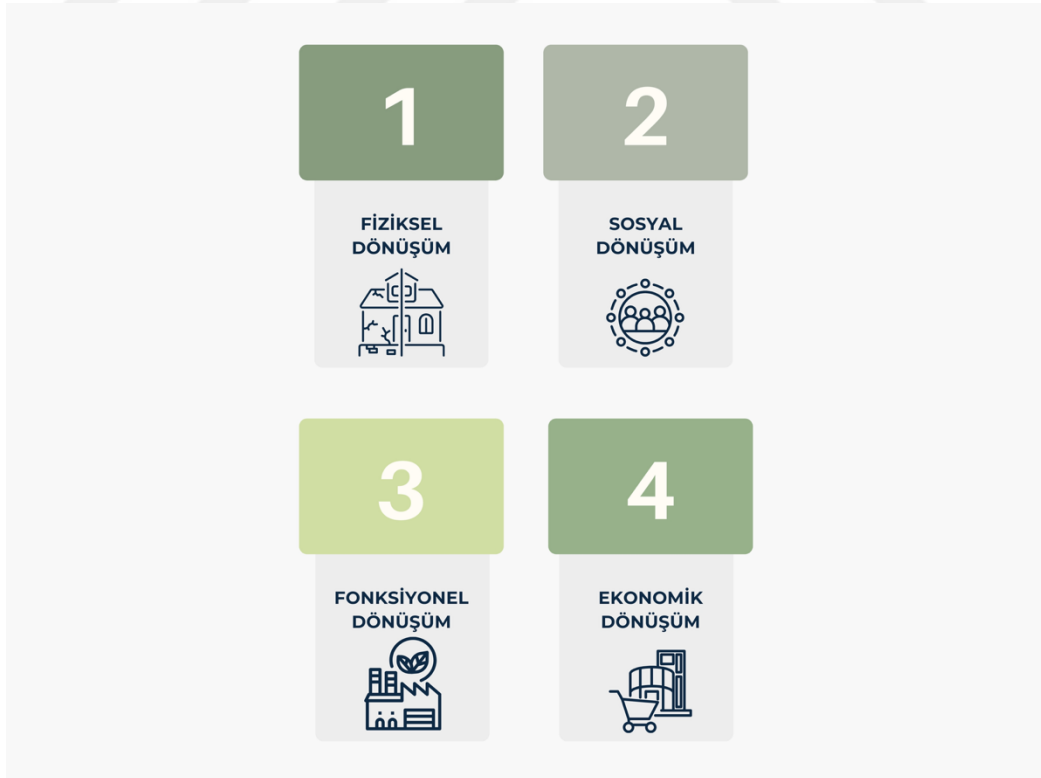 1
FİZİKSEL
DÖNÜŞÜM
2
SOSYAL
DÖNÜŞÜM
3
FONKSİYONEL
DÖNÜŞÜM
4
EKONOMİK
DÖNÜŞÜM